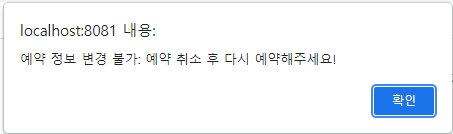 localhost:8081 내용:
예약 정보 변경 불가: 예약 취소 후 다시 예약해주세요!
확인